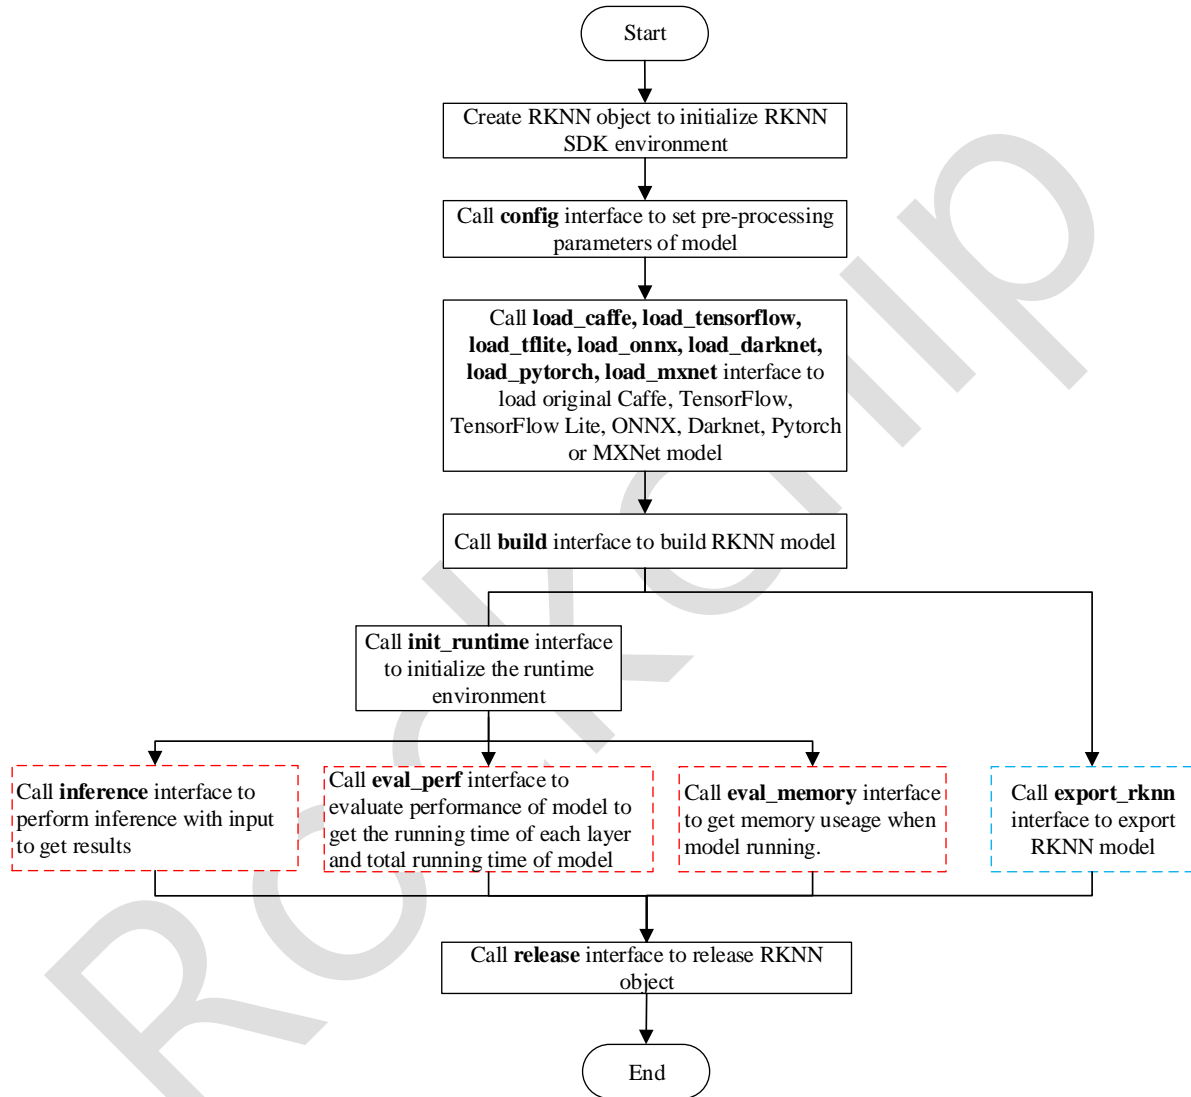 Start
Create RKNN object to initialize RKNN
SDK environment
Call config interface to set pre-processing
parameters of model
Call load_caffe, load_tensorflow,
load_tflite, load_onnx, load_darknet,
load_pytorch, load_mxnet interface to
load original Caffe, TensorFlow,
TensorFlow Lite, ONNX, Darknet, Pytorch
or MXNet model
Call build interface to build RKNN model
Call init_runtime interface
to initialize the runtime
environment
Call inference interface to
perform inference with input
to get results
Call eval_perf interface to
evaluate performance of model to
get the running time of each layer
and total running time of model
Call eval_memory interface
to get memory useage when
model running.
Call export_rknn
interface to export
RKNN model
Call release interface to release RKNN
object
End
Rockchip